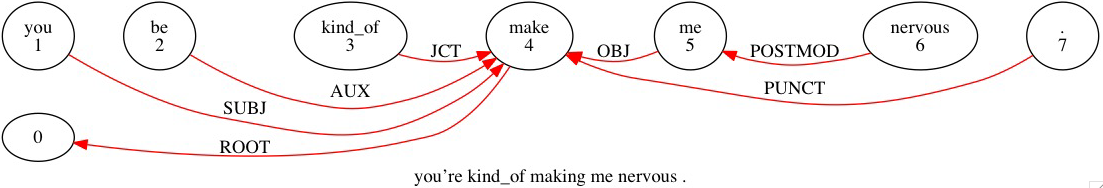 you be kind_of make me nervous .
1 2 3 4 5 6 7
JCT OBJ POSTMOD
AUX PUNCT
SUBJ
0 ROOT
you're kind_of making me nervous .